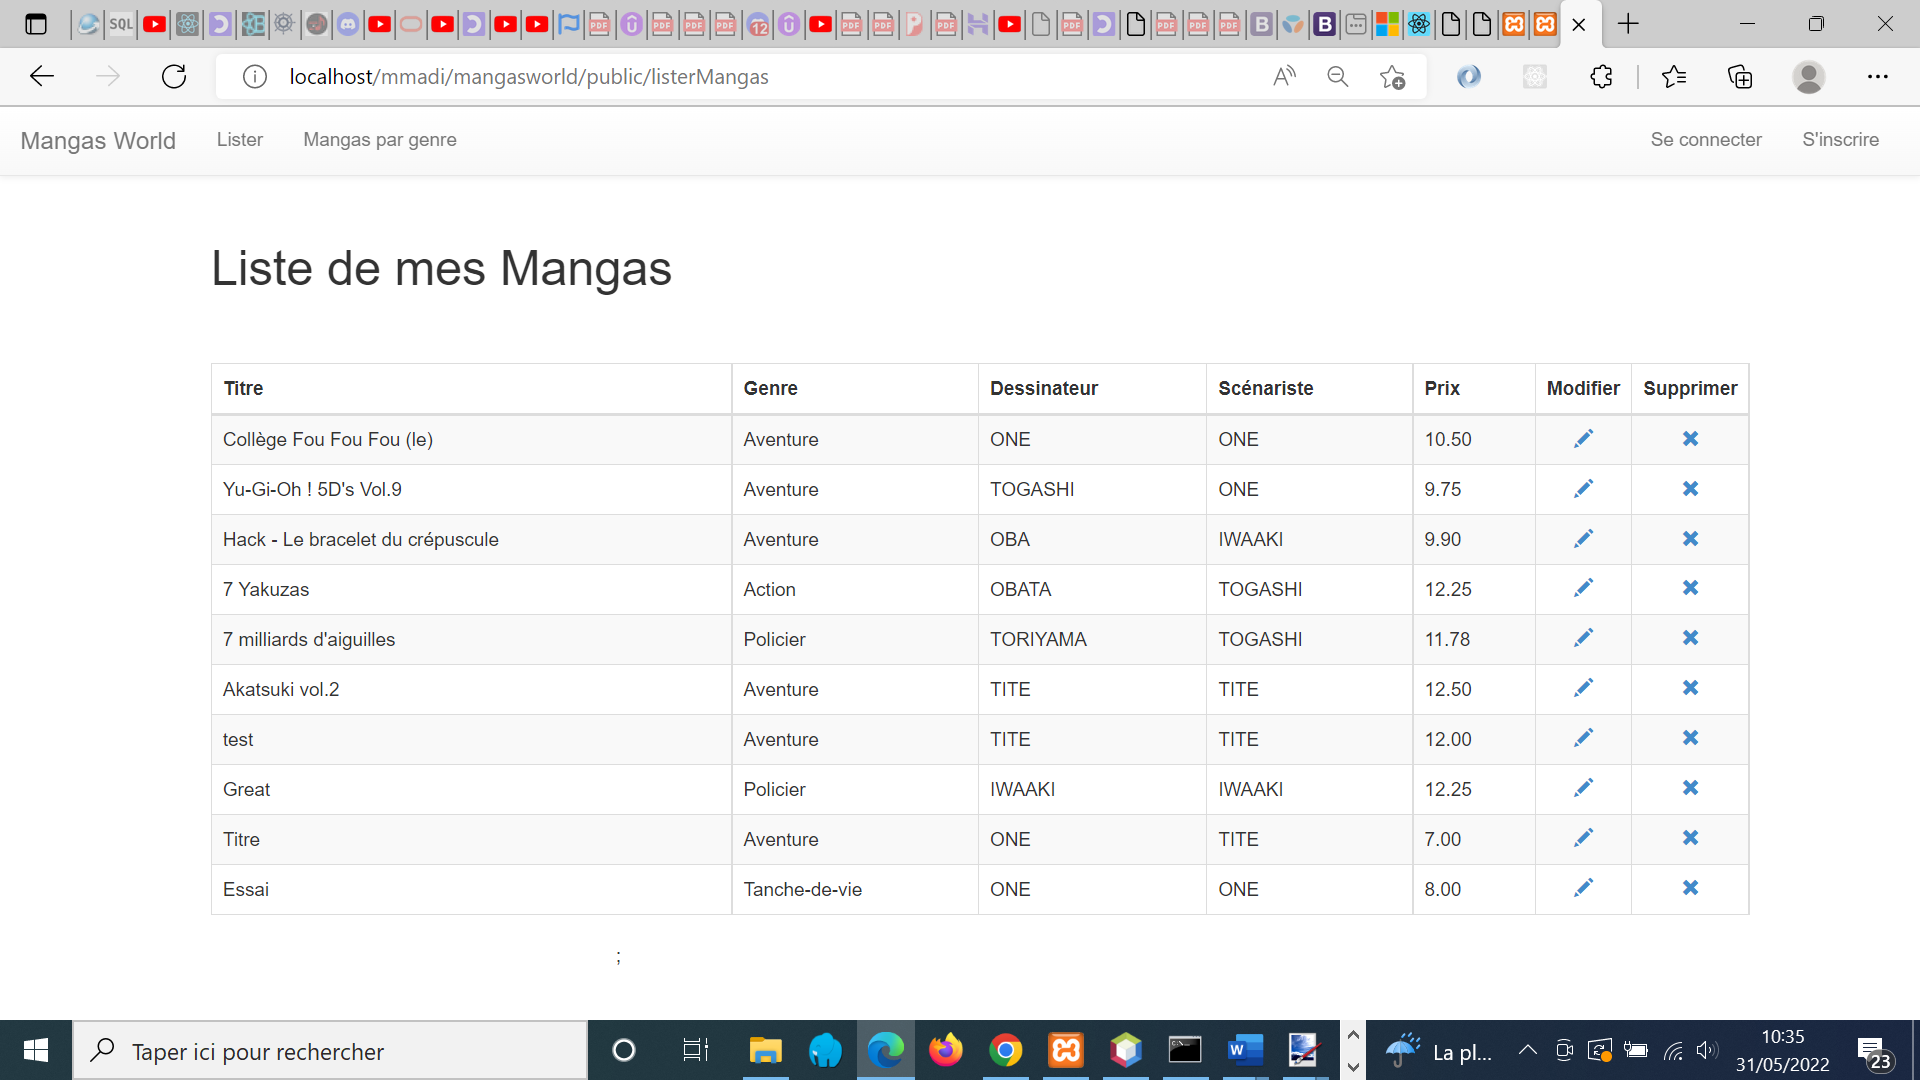 SQL
12
localhost/mmadi/mangasworld/public/listerMangas
Mangas World Lister Mangas par genre Se connecter S'inscrire
Liste de mes Mangas
Titre Genre Dessinateur Scénariste Prix Modifier Supprimer
Collège Fou Fou Fou (le) Aventure ONE ONE 10.50
Yu-Gi-Oh ! 5D's Vol.9 Aventure TOGASHI ONE 9.75
Hack - Le bracelet du crépuscule Aventure OBA IWAAKI 9.90
7 Yakuzas Action OBATA TOGASHI 12.25
7 milliards d'aiguilles Policier TORIYAMA TOGASHI 11.78
Akatsuki vol.2 Aventure TITE TITE 12.50
test Aventure TITE TITE 12.00
Great Policier IWAAKI IWAAKI 12.25
Titre Aventure ONE TITE 7.00
Essai Tanche-de-vie ONE ONE 8.00
;
Taper ici pour rechercher
La pl...
10:35
31/05/2022
23